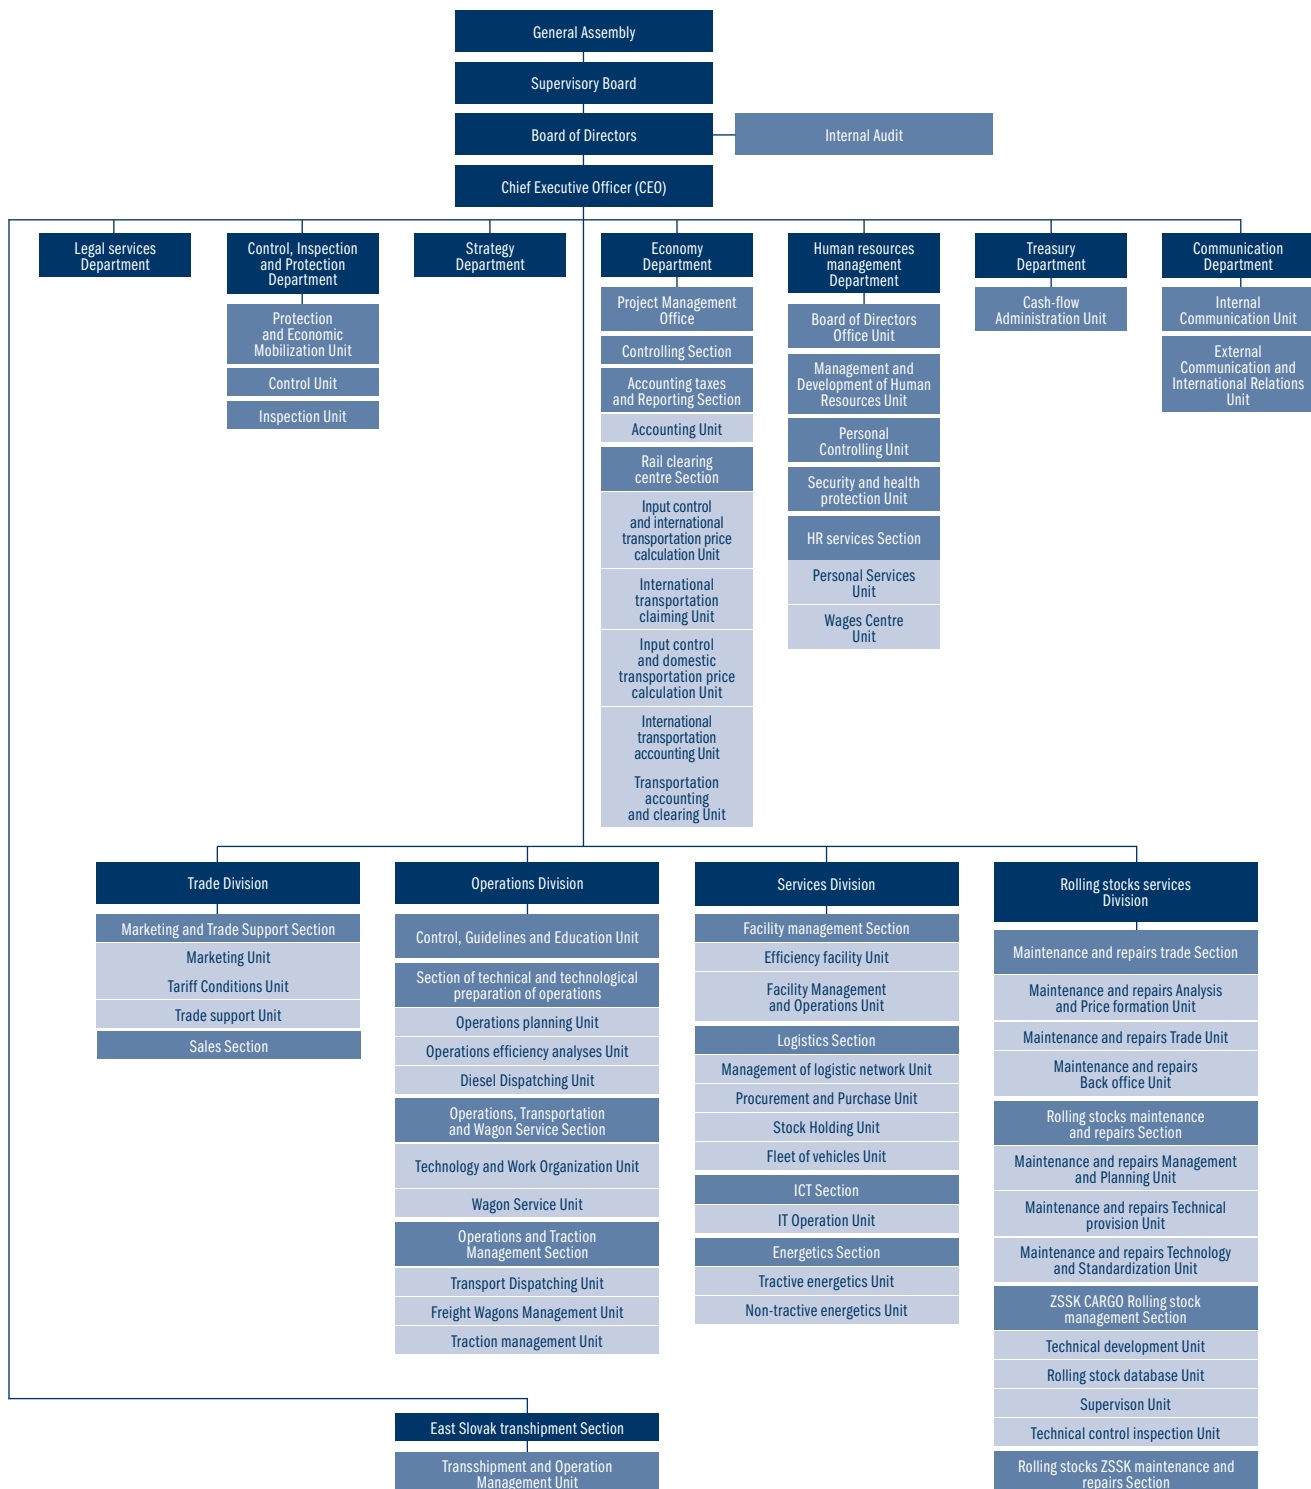 General Assembly
Supervisory Board
Board of Directors
Internal Audit
Chief Executive Officer (CEO)
Legal services
Department
Control, Inspection
and Protection
Department
Protection
and Economic
Mobilization Unit
Control Unit
Inspection Unit
Strategy
Department
Economy
Department
Project Management
Office
Controlling Section
Accounting taxes
and Reporting Section
Accounting Unit
Rail clearing
centre Section
Input control
and international
transportation price
calculation Unit
International
transportation
claiming Unit
Input control
and domestic
transportation price
calculation Unit
International
transportation
accounting Unit
Transportation
accounting
and clearing Unit
Human resources
management
Department
Board of Directors
Office Unit
Management and
Development of Human
Resources Unit
Personal
Controlling Unit
Security and health
protection Unit
HR services Section
Personal Services
Unit
Wages Centre
Unit
Treasury
Department
Cash-flow
Administration Unit
Communication
Department
Internal
Communication Unit
External
Communication and
International Relations
Unit
Trade Division
Marketing and Trade Support Section
Marketing Unit
Tariff Conditions Unit
Trade support Unit
Sales Section
Operations Division
Control, Guidelines and Education Unit
Section of technical and technological
preparation of operations
Operations planning Unit
Operations efficiency analyses Unit
Diesel Dispatching Unit
Operations, Transportation
and Wagon Service Section
Technology and Work Organization Unit
Wagon Service Unit
Operations and Traction
Management Section
Transport Dispatching Unit
Freight Wagons Management Unit
Traction management Unit
Services Division
Facility management Section
Efficiency facility Unit
Facility Management
and Operations Unit
Logistics Section
Management of logistic network Unit
Procurement and Purchase Unit
Stock Holding Unit
Fleet of vehicles Unit
ICT Section
IT Operation Unit
Energetics Section
Tractive energetics Unit
Non-tractive energetics Unit
Rolling stocks services
Division
Maintenance and repairs trade Section
Maintenance and repairs Analysis
and Price formation Unit
Maintenance and repairs Trade Unit
Maintenance and repairs
Back office Unit
Rolling stocks maintenance
and repairs Section
Maintenance and repairs Management
and Planning Unit
Maintenance and repairs Technical
provision Unit
Maintenance and repairs Technology
and Standardization Unit
ZSSK CARGO Rolling stock
management Section
Technical development Unit
Rolling stock database Unit
Supervison Unit
Technical control inspection Unit
Rolling stocks ZSSK maintenance and
repairs Section
East Slovak transhipment Section
Transshipment and Operation
Management Unit